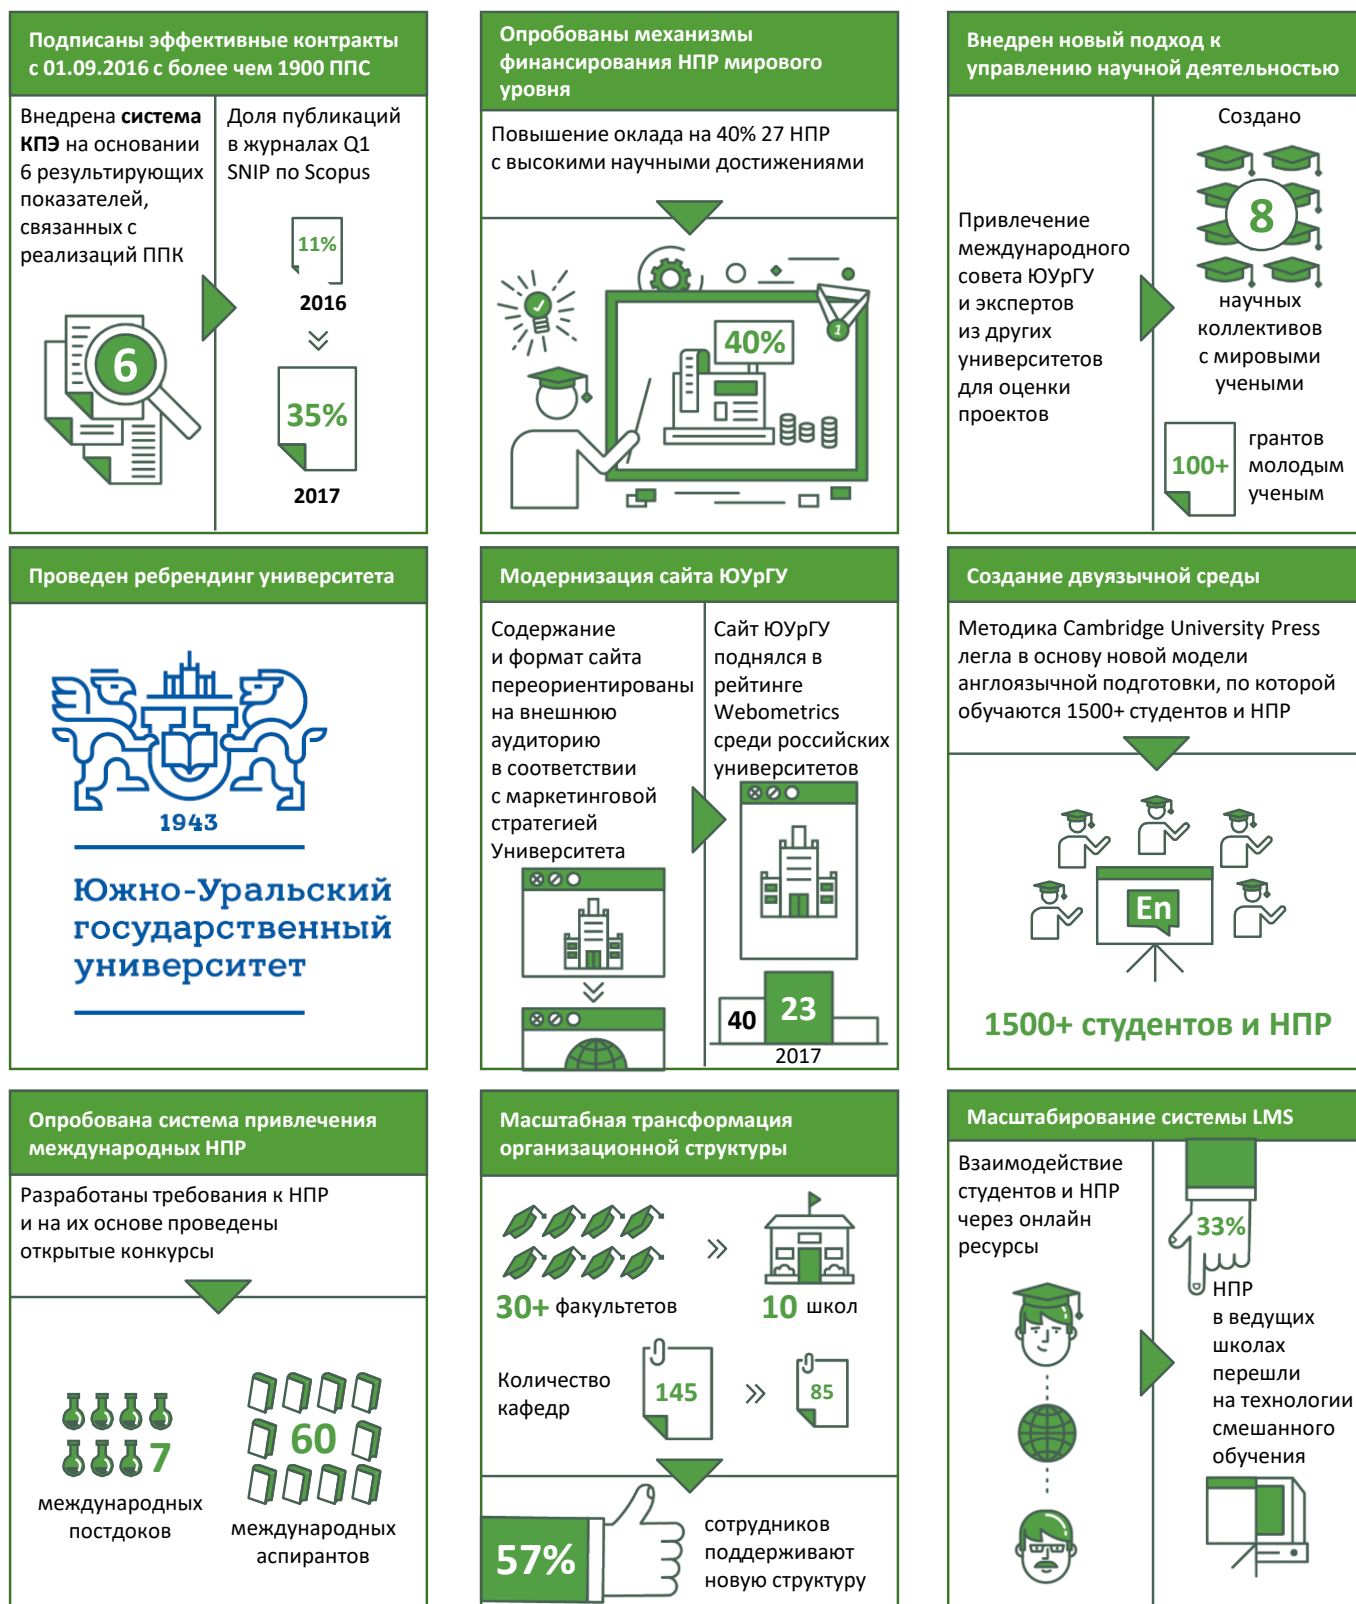 Подписаны эффективные контракты
с 01.09.2016 с более чем 1900 ППС
Внедрена система
КПЭ на основании
6 результирующих
показателей,
связанных с
реализаций ППК
6
Доля публикаций
в журналах Q1
SNIP по Scopus
11%
2016
35%
2017
Опробованы механизмы
финансирования НПР мирового
уровня
Повышение оклада на 40% 27 НПР
с высокими научными достижениями
40%
1
Внедрен новый подход к
управлению научной деятельностью
Привлечение
международного
совета ЮУрГУ
и экспертов
из других
университетов
для оценки
проектов
Создано
8
научных
коллективов
с мировыми
учеными
100+
грантов
молодым
ученым
Проведен ребрендинг университета
1943
Южно-Уральский
государственный
университет
Модернизация сайта ЮУрГУ
Содержание
и формат сайта
переориентированы
на внешнюю
аудиторию
в соответствии
с маркетинговой
стратегией
Университета
Сайт ЮУрГУ
поднялся в
рейтинге
Webometrics
среди российских
университетов
40
23
2017
Создание двуязычной среды
Методика Cambridge University Press
легла в основу новой модели
англоязычной подготовки, по которой
обучаются 1500+ студентов и НПР
En
1500+ студентов и НПР
Опробована система привлечения
международных НПР
Разработаны требования к НПР
и на их основе проведены
открытые конкурсы
7
международных
постдоков
60
международных
аспирантов
Масштабная трансформация
организационной структуры
30+ факультетов
10 школ
Количество
кафедр
145
85
57%
сотрудников
поддерживают
новую структуру
Масштабирование системы LMS
Взаимодействие
студентов и НПР
через онлайн
ресурсы
33%
НПР
в ведущих
школах
перешли
на технологии
смешанного
обучения